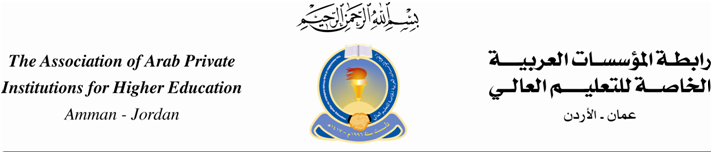 بسم الله الرحمن الرحيم
The Association of Arab Private
Institutions for Higher Education
Amman - Jordan
رابطة المؤسسات العربية
الخاصة للتعليم العالي
عمان - الأردن